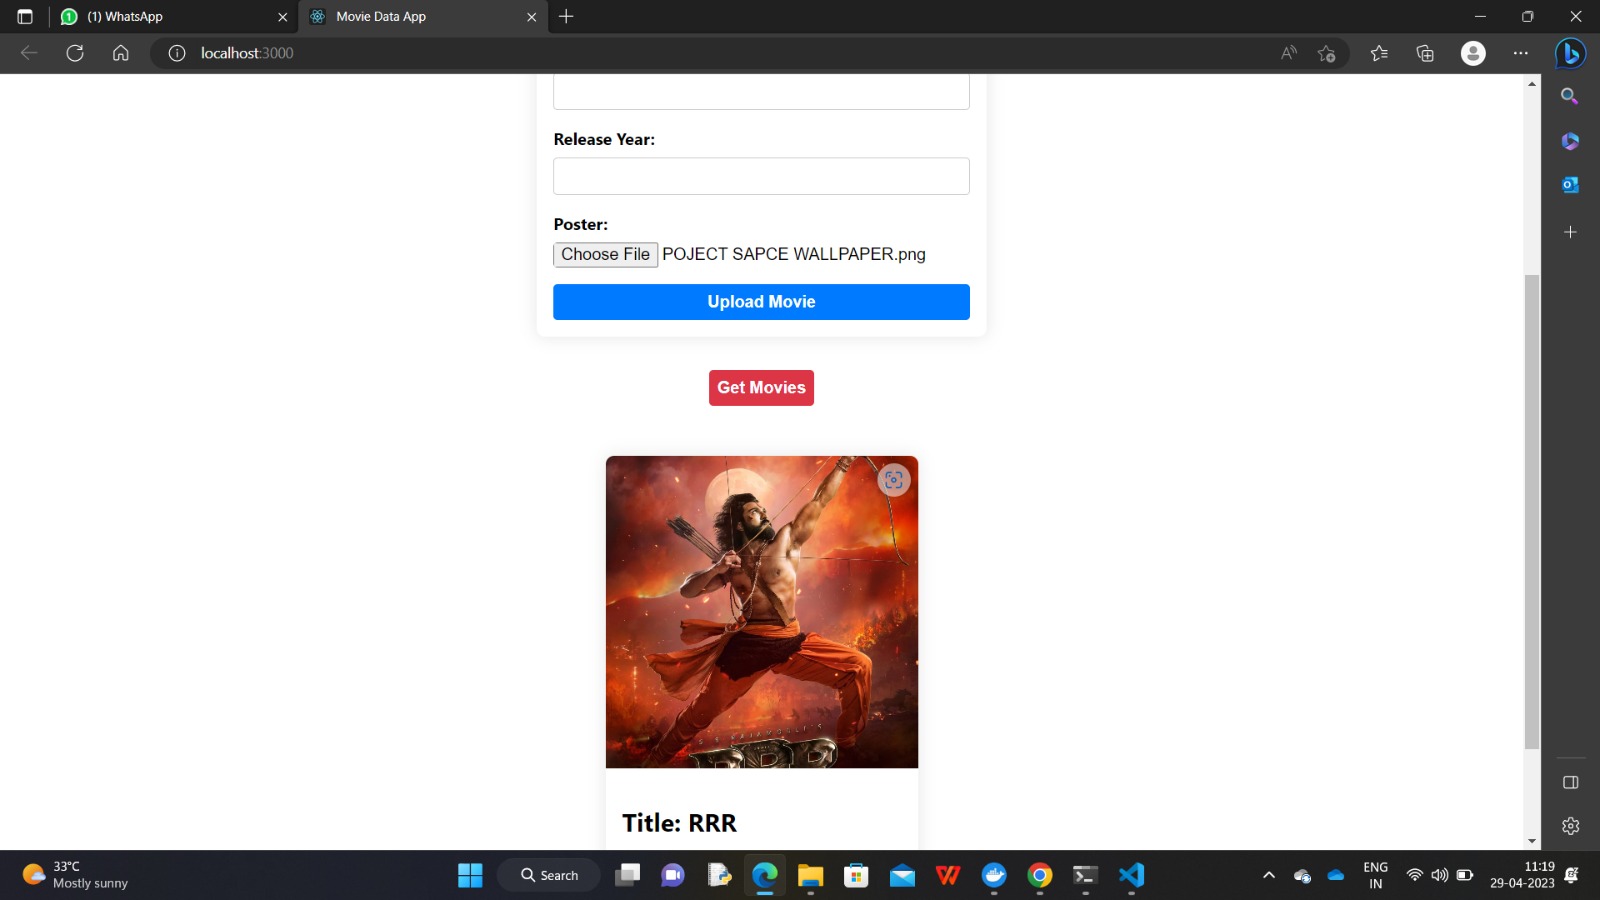 (1) WhatsApp
Movie Data App
localhost:3000
Release Year:
Poster:
Choose File POJECT SAPCE WALLPAPER.png
Upload Movie
Get Movies
RRR
Title: RRR
33°C
Mostly sunny
Search
ENG
IN
11:19
29-04-2023